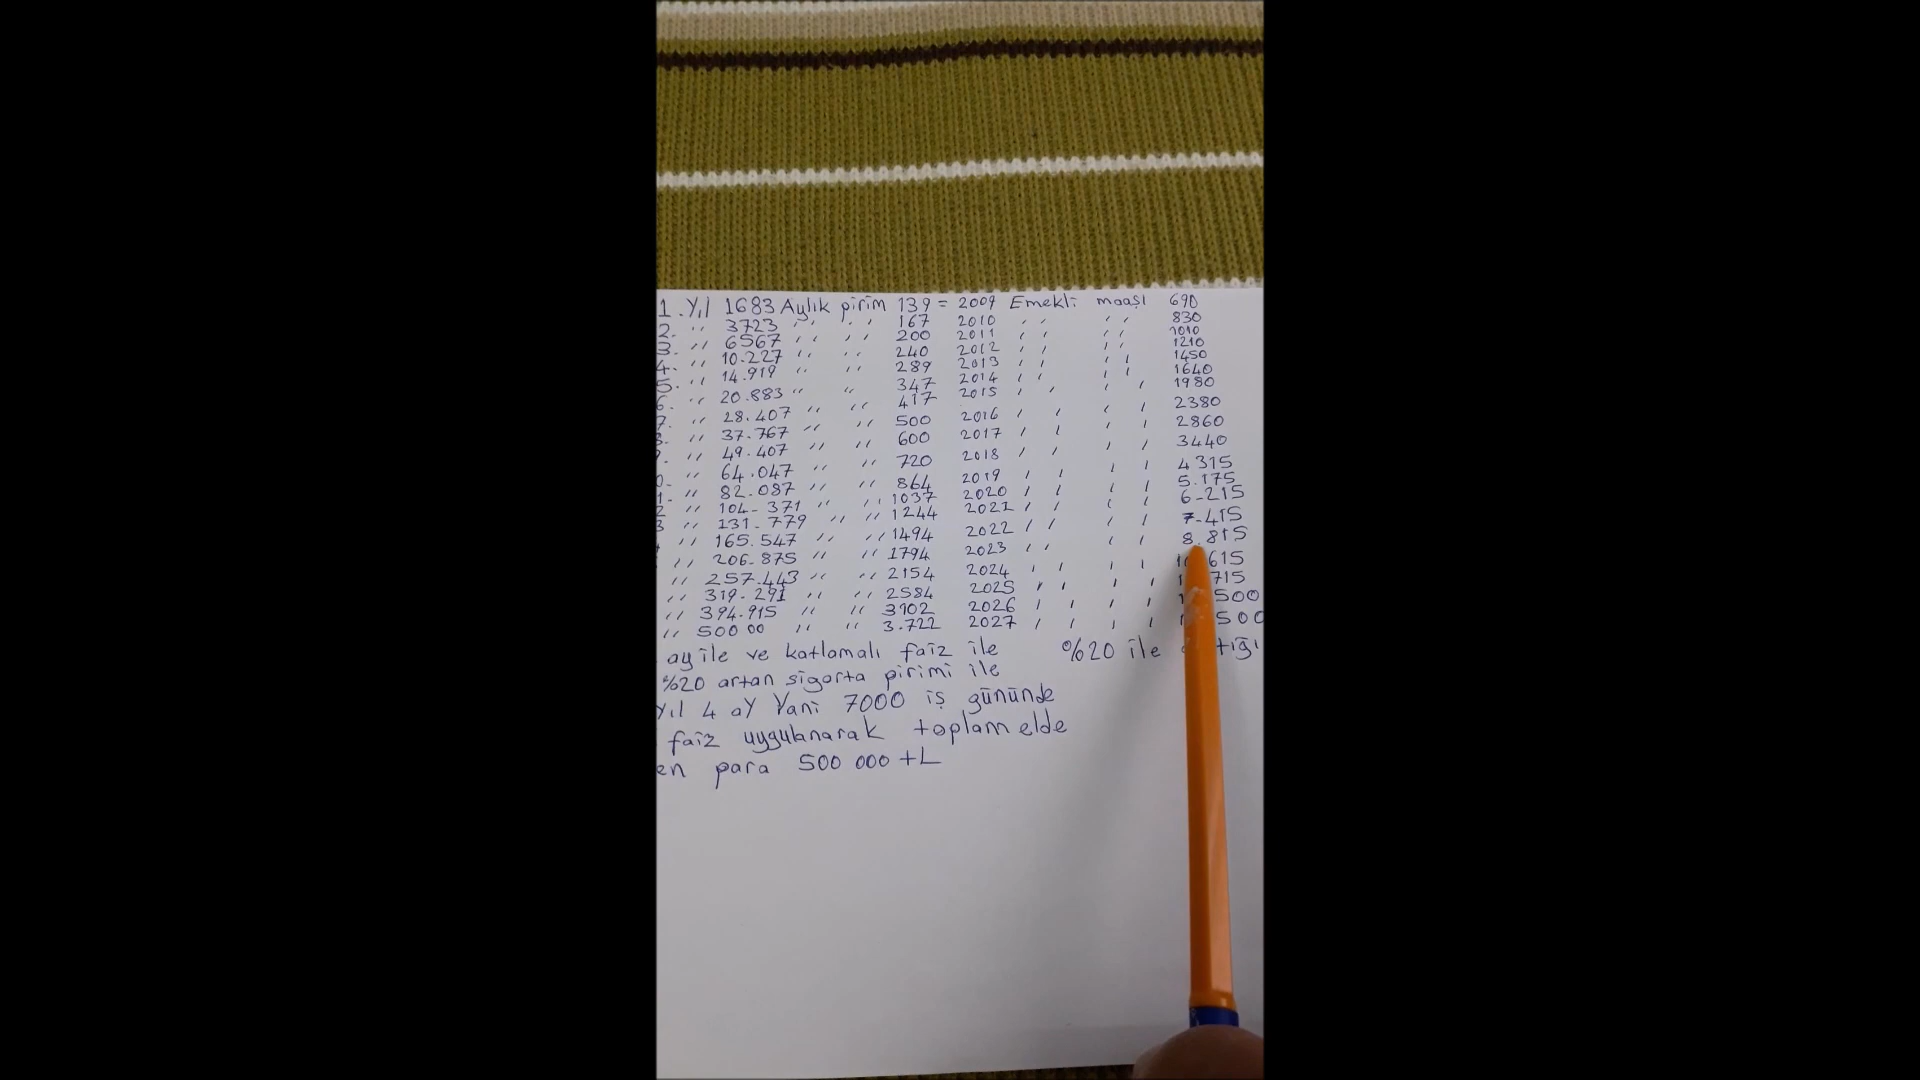 1. Yıl 1683 Aylık pirim 139 = 2009 Emekli maaşı 690
2. '' 3723 '' '' 167 2010 '' '' 830
3. '' 6567 '' '' 200 2011 '' '' 1010
4. '' 10.227 '' '' 240 2012 '' '' 1210
5. '' 14.919 '' '' 289 2013 '' '' 1450
6. '' 20.883 '' '' 347 2014 '' '' 1640
7. '' 28.407 '' '' 417 2015 '' '' 1980
'' 37.767 '' '' 500 2016 '' '' 2380
'' 49.407 '' '' 600 2017 '' '' 2860
'' 64.047 '' '' 720 2018 '' '' 3440
'' 82.087 '' '' 864 2019 '' '' 4315
'' 104-371 '' '' 1037 2020 '' '' 5.175
'' 131-779 '' '' 1244 2021 '' '' 6-215
'' 165.547 '' '' 1494 2022 '' '' 7-415
'' 206.875 '' '' 1794 2023 '' '' 8.815
'' 257.443 '' '' 2154 2024 '' '' 615
'' 319.291 '' '' 2584 2025 '' '' 715
'' 394.915 '' '' 3102 2026 '' '' 500
'' 500 00 '' '' 3.722 2027 '' '' 500
ay ile ve katlamalı faiz ile %20 ile
%20 artan sigorta pirimi ile
yıl 4 ay Yani 7000 iş gününde
faiz uygulanarak toplam elde
en para 500 000 +L